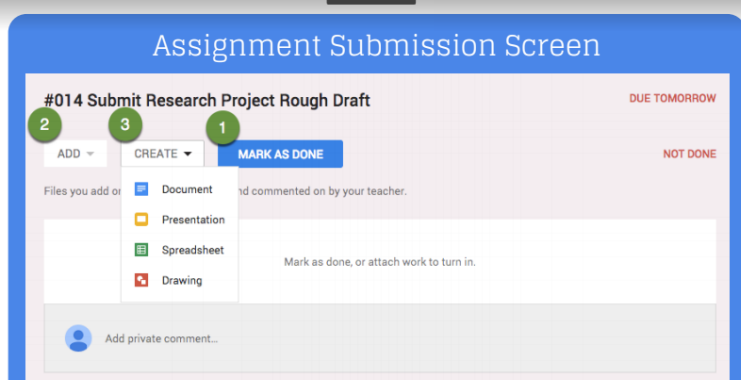 Assignment Submission Screen
#014 Submit Research Project Rough Draft DUE TOMORROW
2 3 1
ADD CREATE MARK AS DONE NOT DONE
Files you add or nd commented on by your teacher.
Document
Presentation
Spreadsheet
Mark as done, or attach work to turn in.
Drawing
Add private comment...